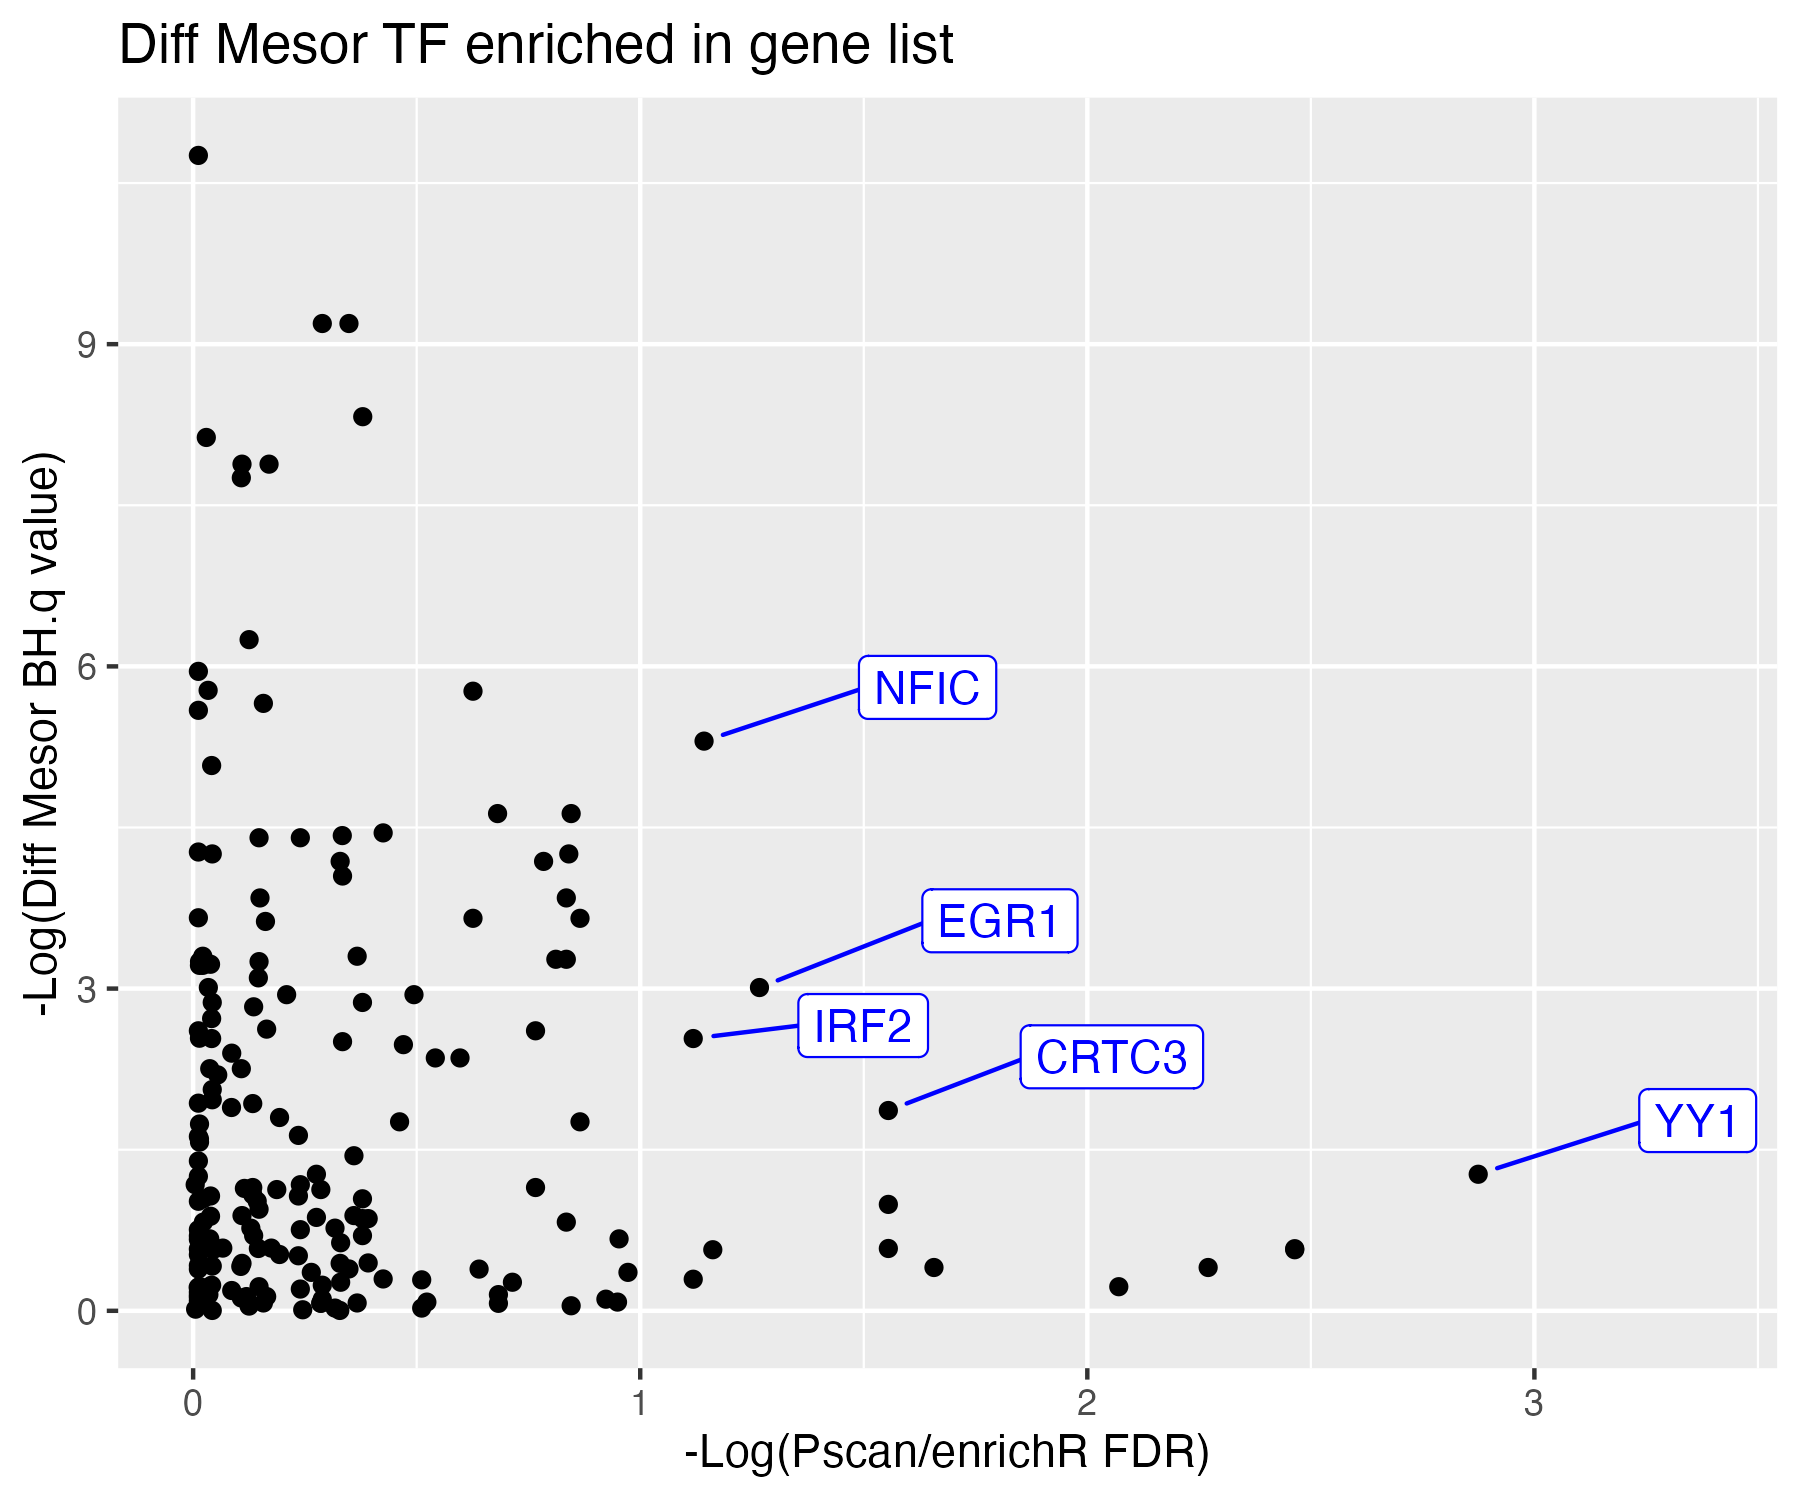 Diff Mesor TF enriched in gene list
-Log(Diff Mesor BH.q value)
9
6
3
0
NFIC
EGR1
IRF2
CRTC3
YY1
0
1
2
3
-Log(Pscan/enrichR FDR)